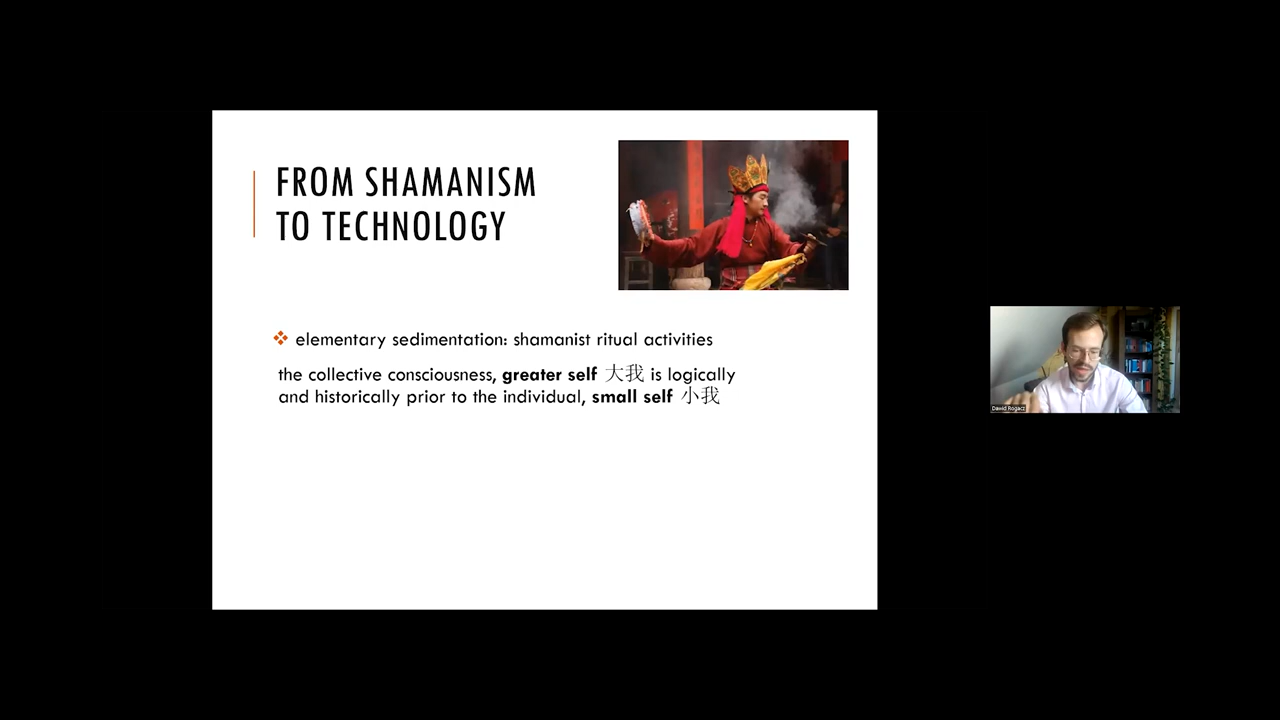 FROM SHAMANISM
TO TECHNOLOGY
❖ elementary sedimentation: shamanist ritual activities
the collective consciousness, greater self 大我 is logically
and historically prior to the individual, small self 小我
Dawid Rogacz